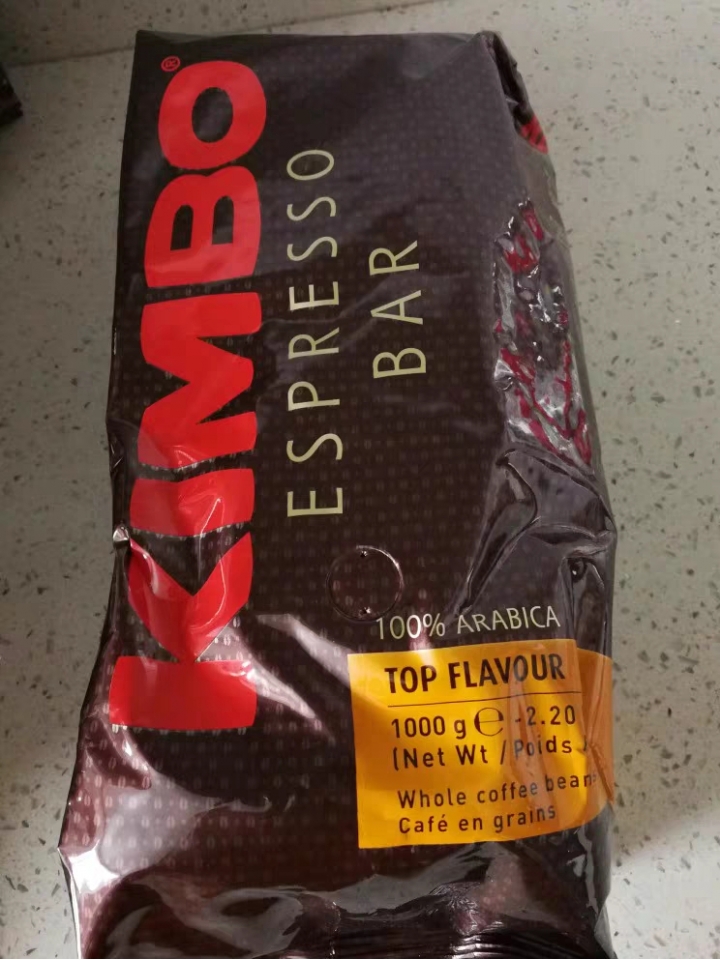 KIMBO®
ESPRESSO
BAR
100% ARABICA
TOP FLAVOUR
1000 g ℮ -2.20
(Net Wt / Poids
Whole coffee bean
Café en grains